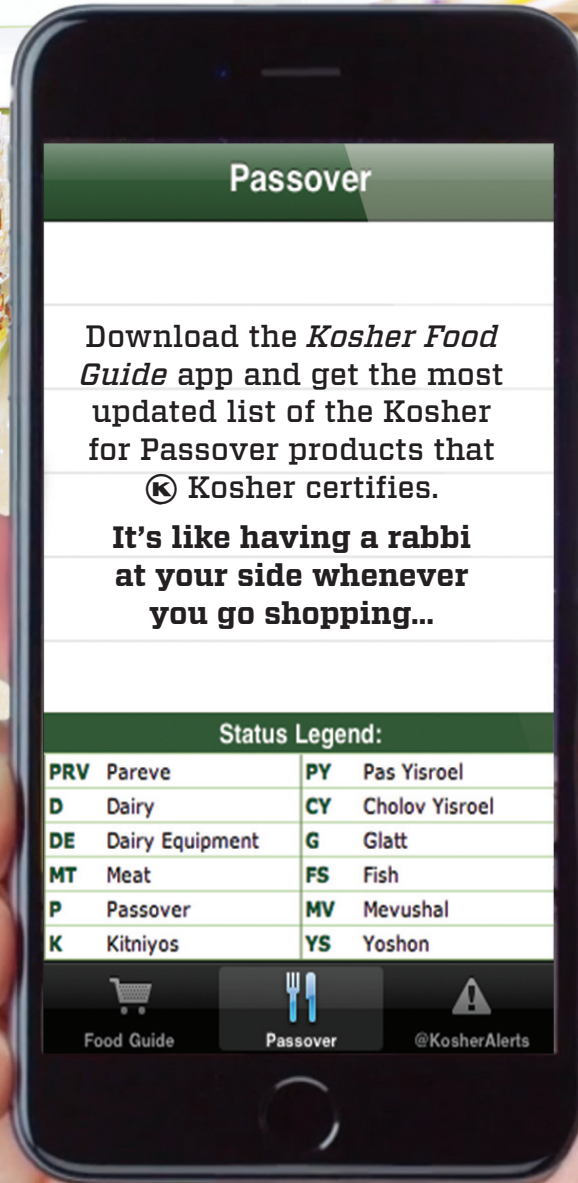 Passover
Download the Kosher Food
Guide app and get the most
updated list of the Kosher
for Passover products that
Ⓚ Kosher certifies.
It’s like having a rabbi
at your side whenever
you go shopping...
Status Legend:
PRV Pareve PY Pas Yisroel
D Dairy CY Cholov Yisroel
DE Dairy Equipment G Glatt
MT Meat FS Fish
P Passover MV Mevushal
K Kitniyos YS Yoshon
Food Guide Passover @KosherAlerts